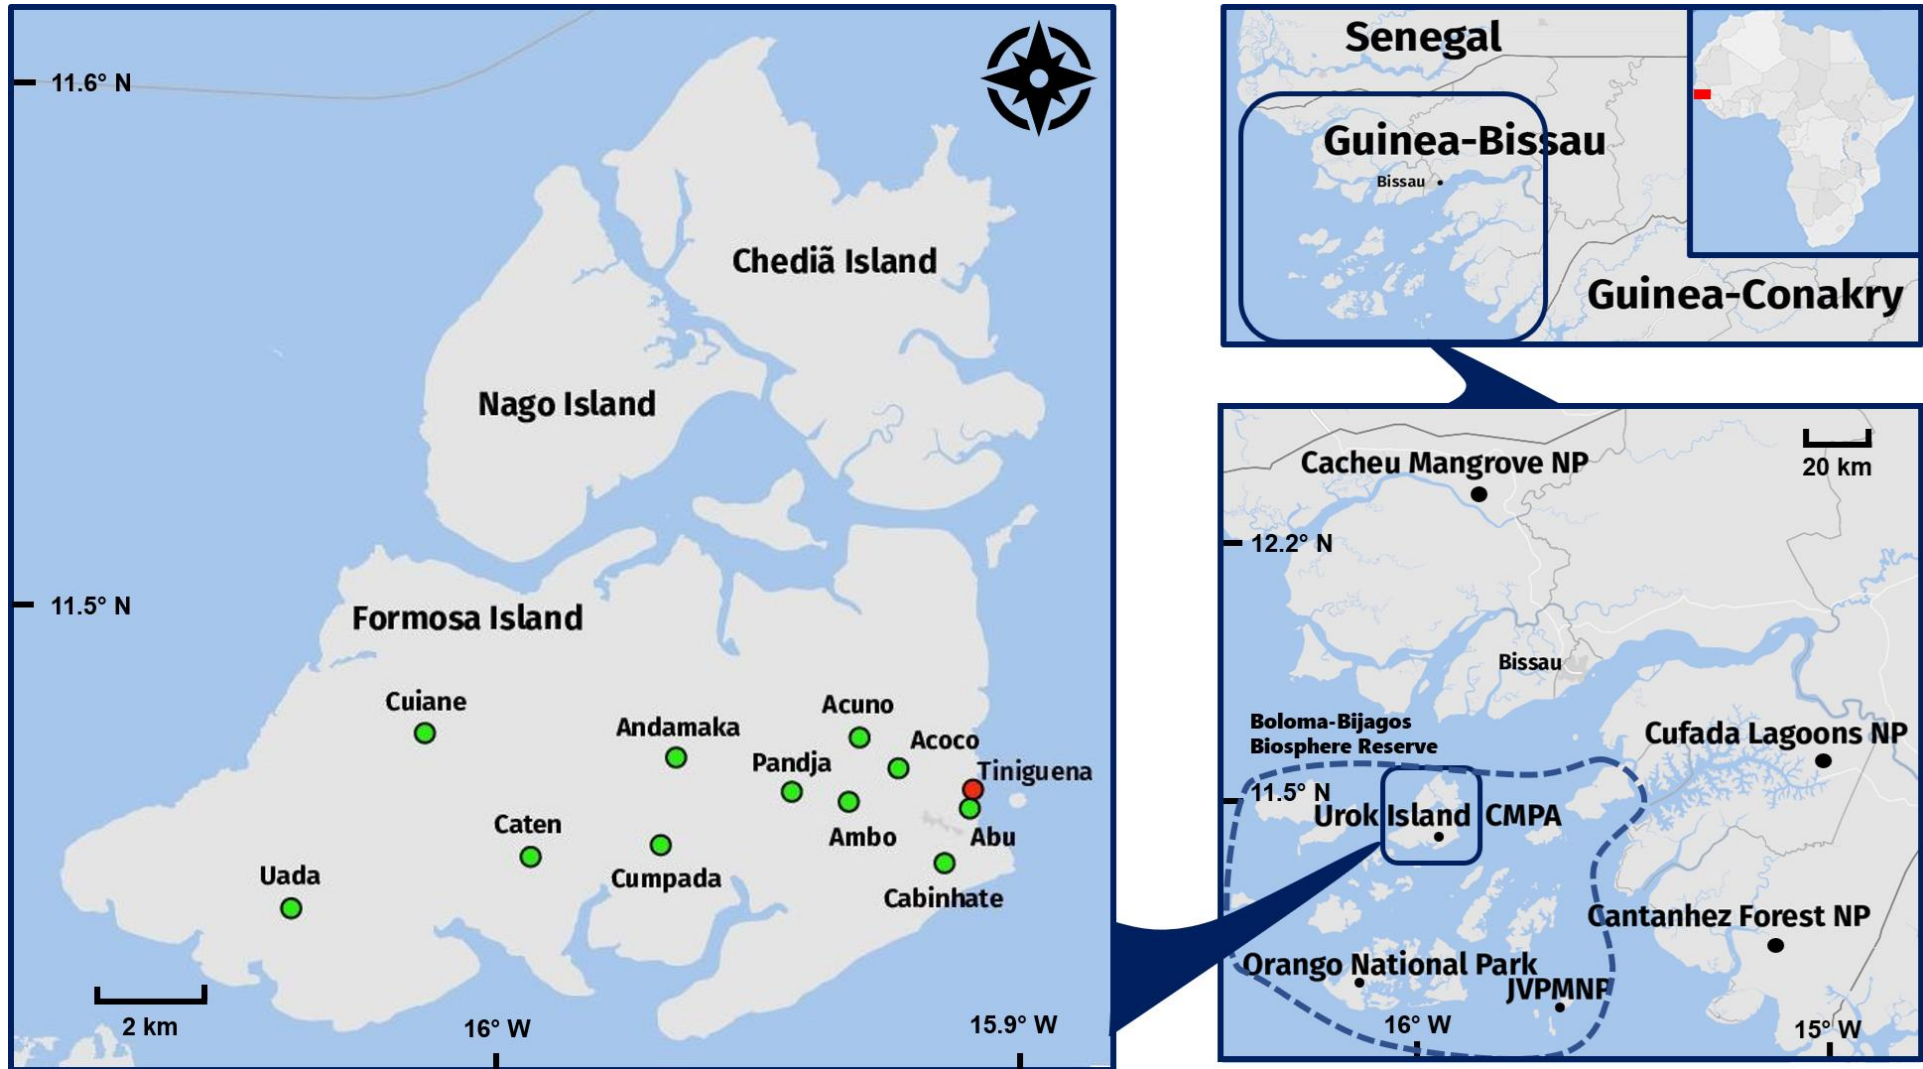 11.6° N
Chediã Island
Nago Island
11.5° N
Formosa Island
Cuiane
Andamaka
Acuno
Acoco
Pandja
Tiniguena
Caten
Ambo
Abu
Uada
Cumpada
Cabinhate
2 km
16° W
15.9° W
Senegal
Guinea-Bissau
Bissau
Guinea-Conakry
20 km
Cacheu Mangrove NP
12.2° N
Bissau
Boloma-Bijagos
Biosphere Reserve
Cufada Lagoons NP
11.5° N
Urok Island CMPA
Cantanhez Forest NP
Orango National Park
JVPMNP
16° W
15° W